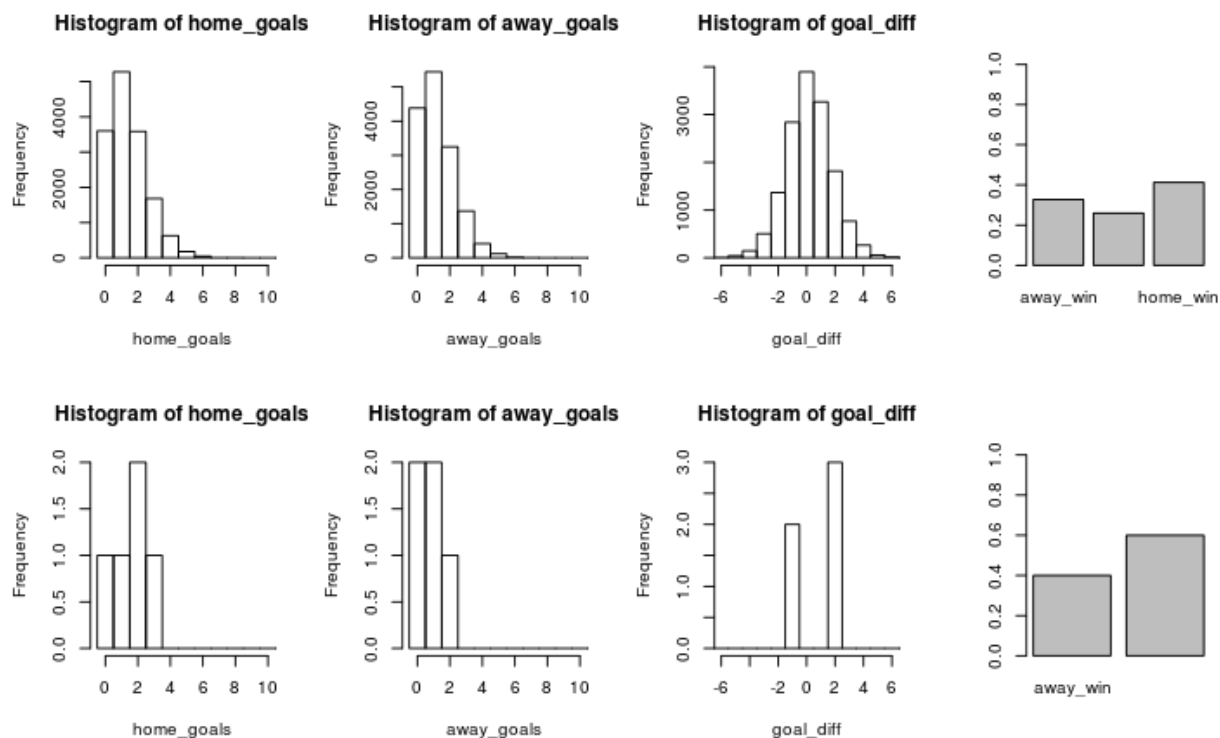 Histogram of home_goals
Frequency
0 2000 4000
0 2 4 6 8 10
home_goals
Histogram of away_goals
Frequency
0 2000 4000
0 2 4 6 8 10
away_goals
Histogram of goal_diff
Frequency
0 1000 3000
-6 -2 0 2 4 6
goal_diff
0.0 0.2 0.4 0.6 0.8 1.0
away_win home_win
Histogram of home_goals
Frequency
0.0 0.5 1.0 1.5 2.0
0 2 4 6 8 10
home_goals
Histogram of away_goals
Frequency
0.0 0.5 1.0 1.5 2.0
0 2 4 6 8 10
away_goals
Histogram of goal_diff
Frequency
0.0 1.0 2.0 3.0
-6 -2 0 2 4 6
goal_diff
0.0 0.2 0.4 0.6 0.8 1.0
away_win